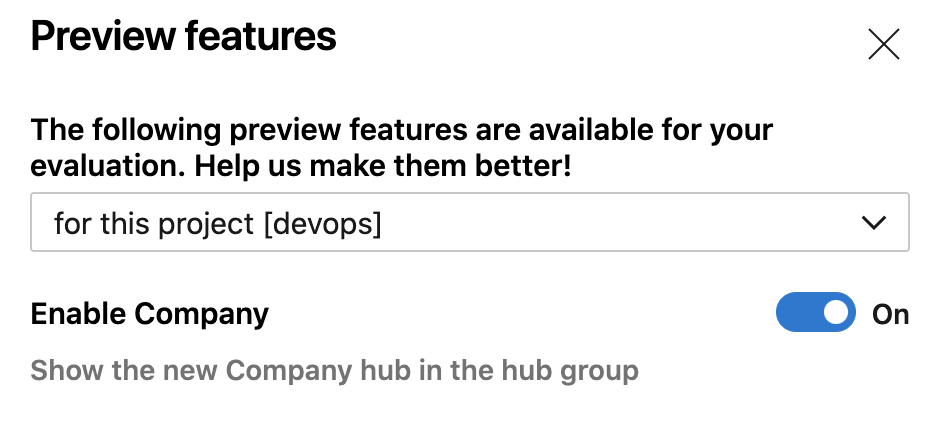 Preview features
The following preview features are available for your
evaluation. Help us make them better!
for this project [devops]
Enable Company
On
Show the new Company hub in the hub group